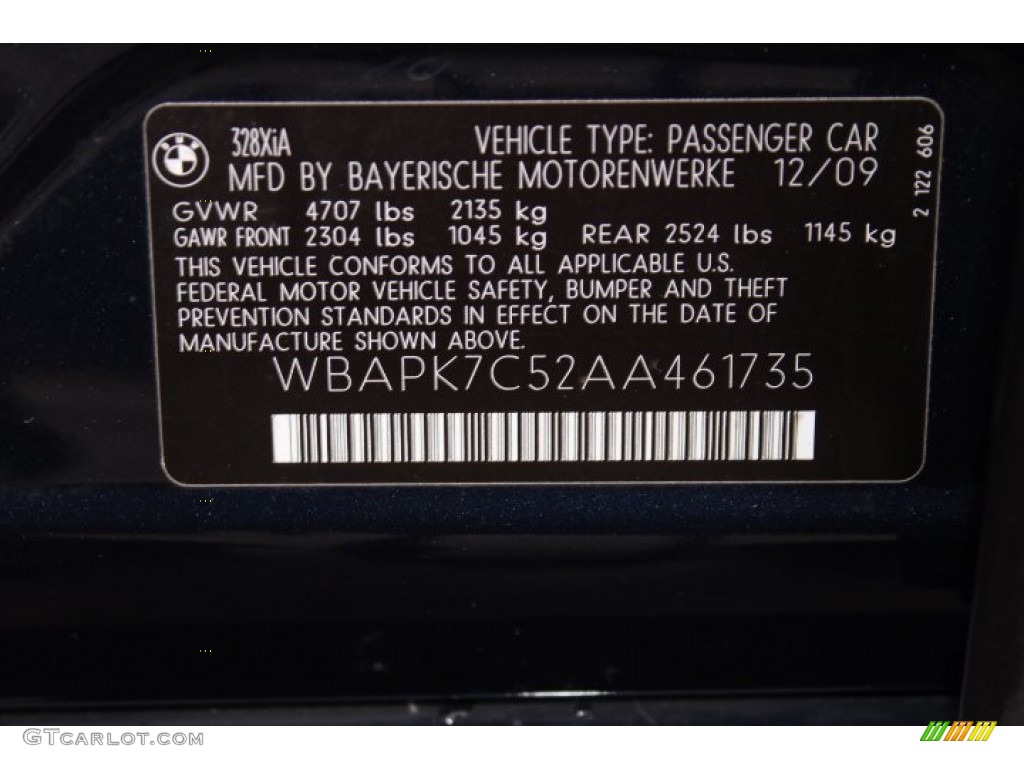 328XiA VEHICLE TYPE: PASSENGER CAR
MFD BY BAYERISCHE MOTORENWERKE 12/09
GVWR 4707 lbs 2135 kg
GAWR FRONT 2304 lbs 1045 kg REAR 2524 lbs 1145 kg
THIS VEHICLE CONFORMS TO ALL APPLICABLE U.S.
FEDERAL MOTOR VEHICLE SAFETY, BUMPER AND THEFT
PREVENTION STANDARDS IN EFFECT ON THE DATE OF
MANUFACTURE SHOWN ABOVE.
WBAPK7C52AA461735
2 122 606
GTCARLOT.COM